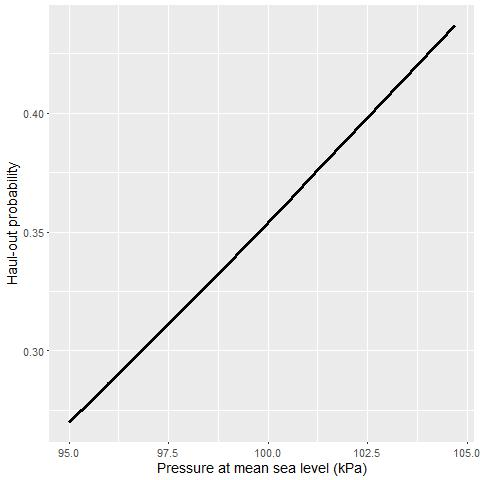 Haul-out probability
0.40
0.35
0.30
95.0 97.5 100.0 102.5 105.0
Pressure at mean sea level (kPa)